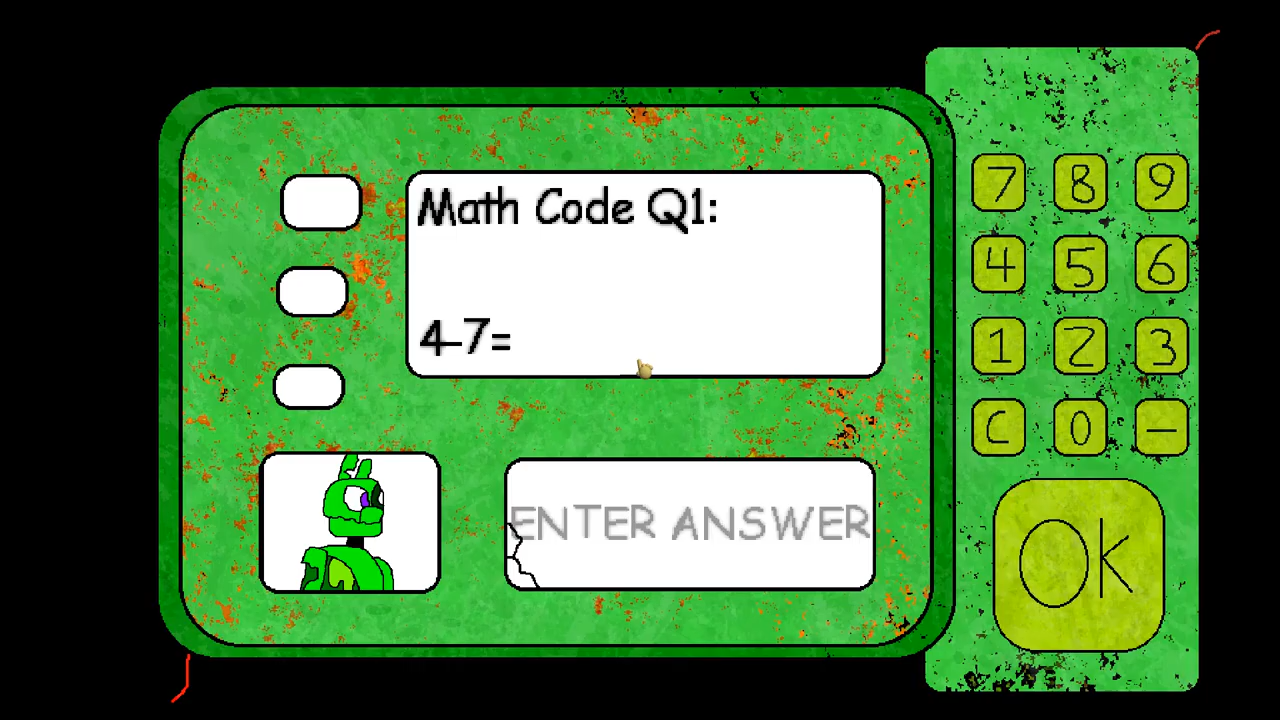 Math Code Q1:
4-7=
ENTER ANSWER
7 8 9
4 5 6
1 2 3
C 0 -
OK